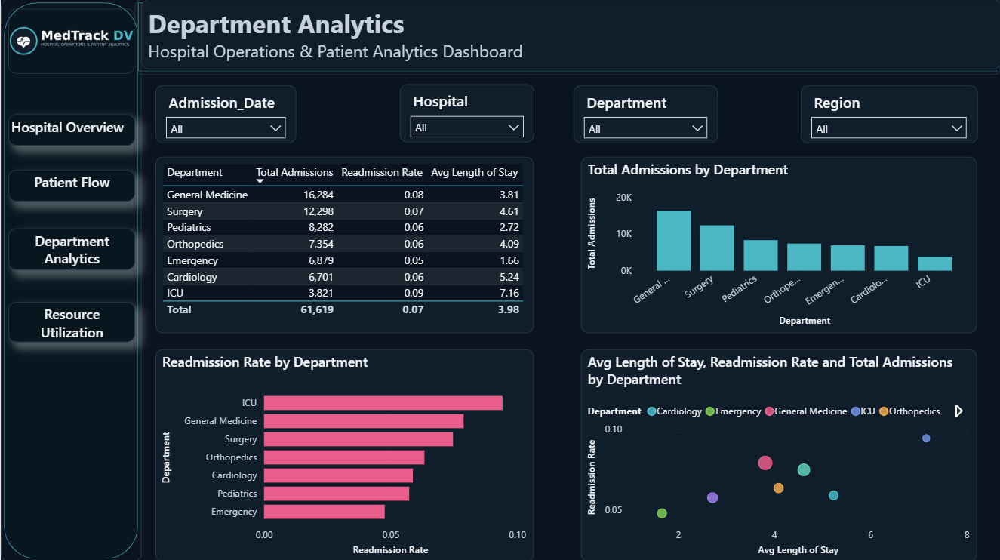 MedTrack DV
HOSPITAL OPERATIONS & PATIENT ANALYTICS
Department Analytics
Hospital Operations & Patient Analytics Dashboard
Hospital Overview
Patient Flow
Department
Analytics
Resource
Utilization
Admission_Date
All
Hospital
All
Department
All
Region
All
Department Total Admissions Readmission Rate Avg Length of Stay
General Medicine 16,284 0.08 3.81
Surgery 12,298 0.07 4.61
Pediatrics 8,282 0.06 2.72
Orthopedics 7,354 0.06 4.09
Emergency 6,879 0.05 1.66
Cardiology 6,701 0.06 5.24
ICU 3,821 0.09 7.16
Total 61,619 0.07 3.98
Total Admissions by Department
Total Admissions
20K
10K
0K
General ... Surgery Pediatrics Orthope... Emergen... Cardiolo... ICU
Department
Readmission Rate by Department
Department
ICU
General Medicine
Surgery
Orthopedics
Cardiology
Pediatrics
Emergency
0.00 0.05 0.10
Readmission Rate
Avg Length of Stay, Readmission Rate and Total Admissions
by Department
Department Cardiology Emergency General Medicine ICU Orthopedics
Readmission Rate
0.10
0.05
2 4 6 8
Avg Length of Stay